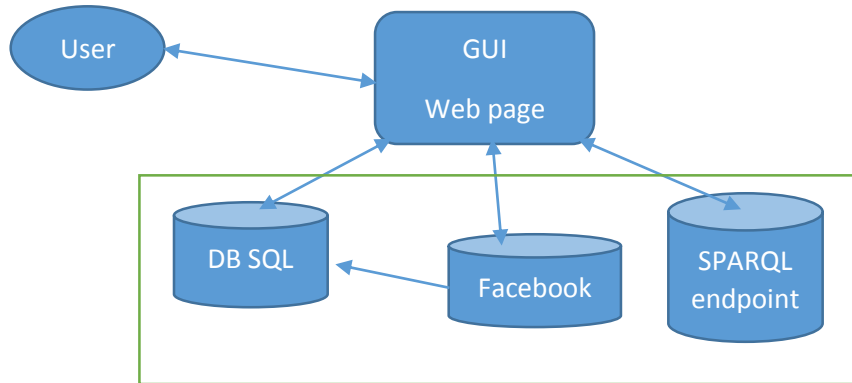 User
GUI
Web page
DB SQL
Facebook
SPARQL
endpoint